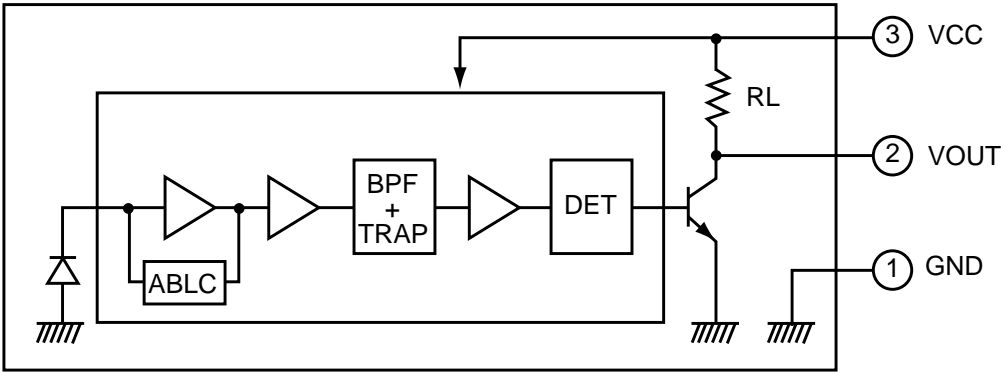 3 VCC
RL
2 VOUT
BPF
+
TRAP
DET
ABLC
1 GND